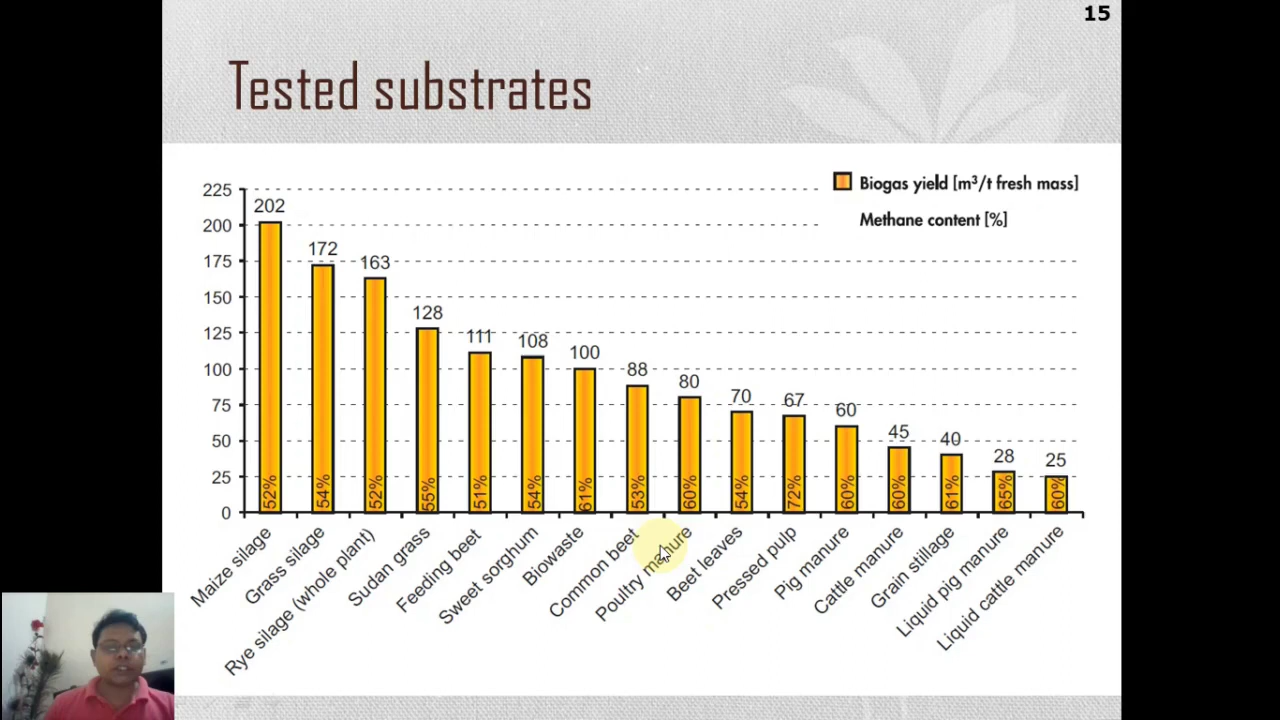 15
Tested substrates
Biogas yield [m³/t fresh mass]
Methane content [%]
225
200
175
150
125
100
75
50
25
0
202
172
163
128
111
108
100
88
80
70
67
60
45
40
28
25
52%
54%
52%
55%
51%
54%
61%
53%
60%
54%
72%
60%
60%
61%
65%
60%
Maize silage
Grass silage
Rye silage (whole plant)
Sudan grass
Feeding beet
Sweet sorghum
Biowaste
Common beet
Poultry manure
Beet leaves
Pressed pulp
Pig manure
Cattle manure
Grain stillage
Liquid pig manure
Liquid cattle manure